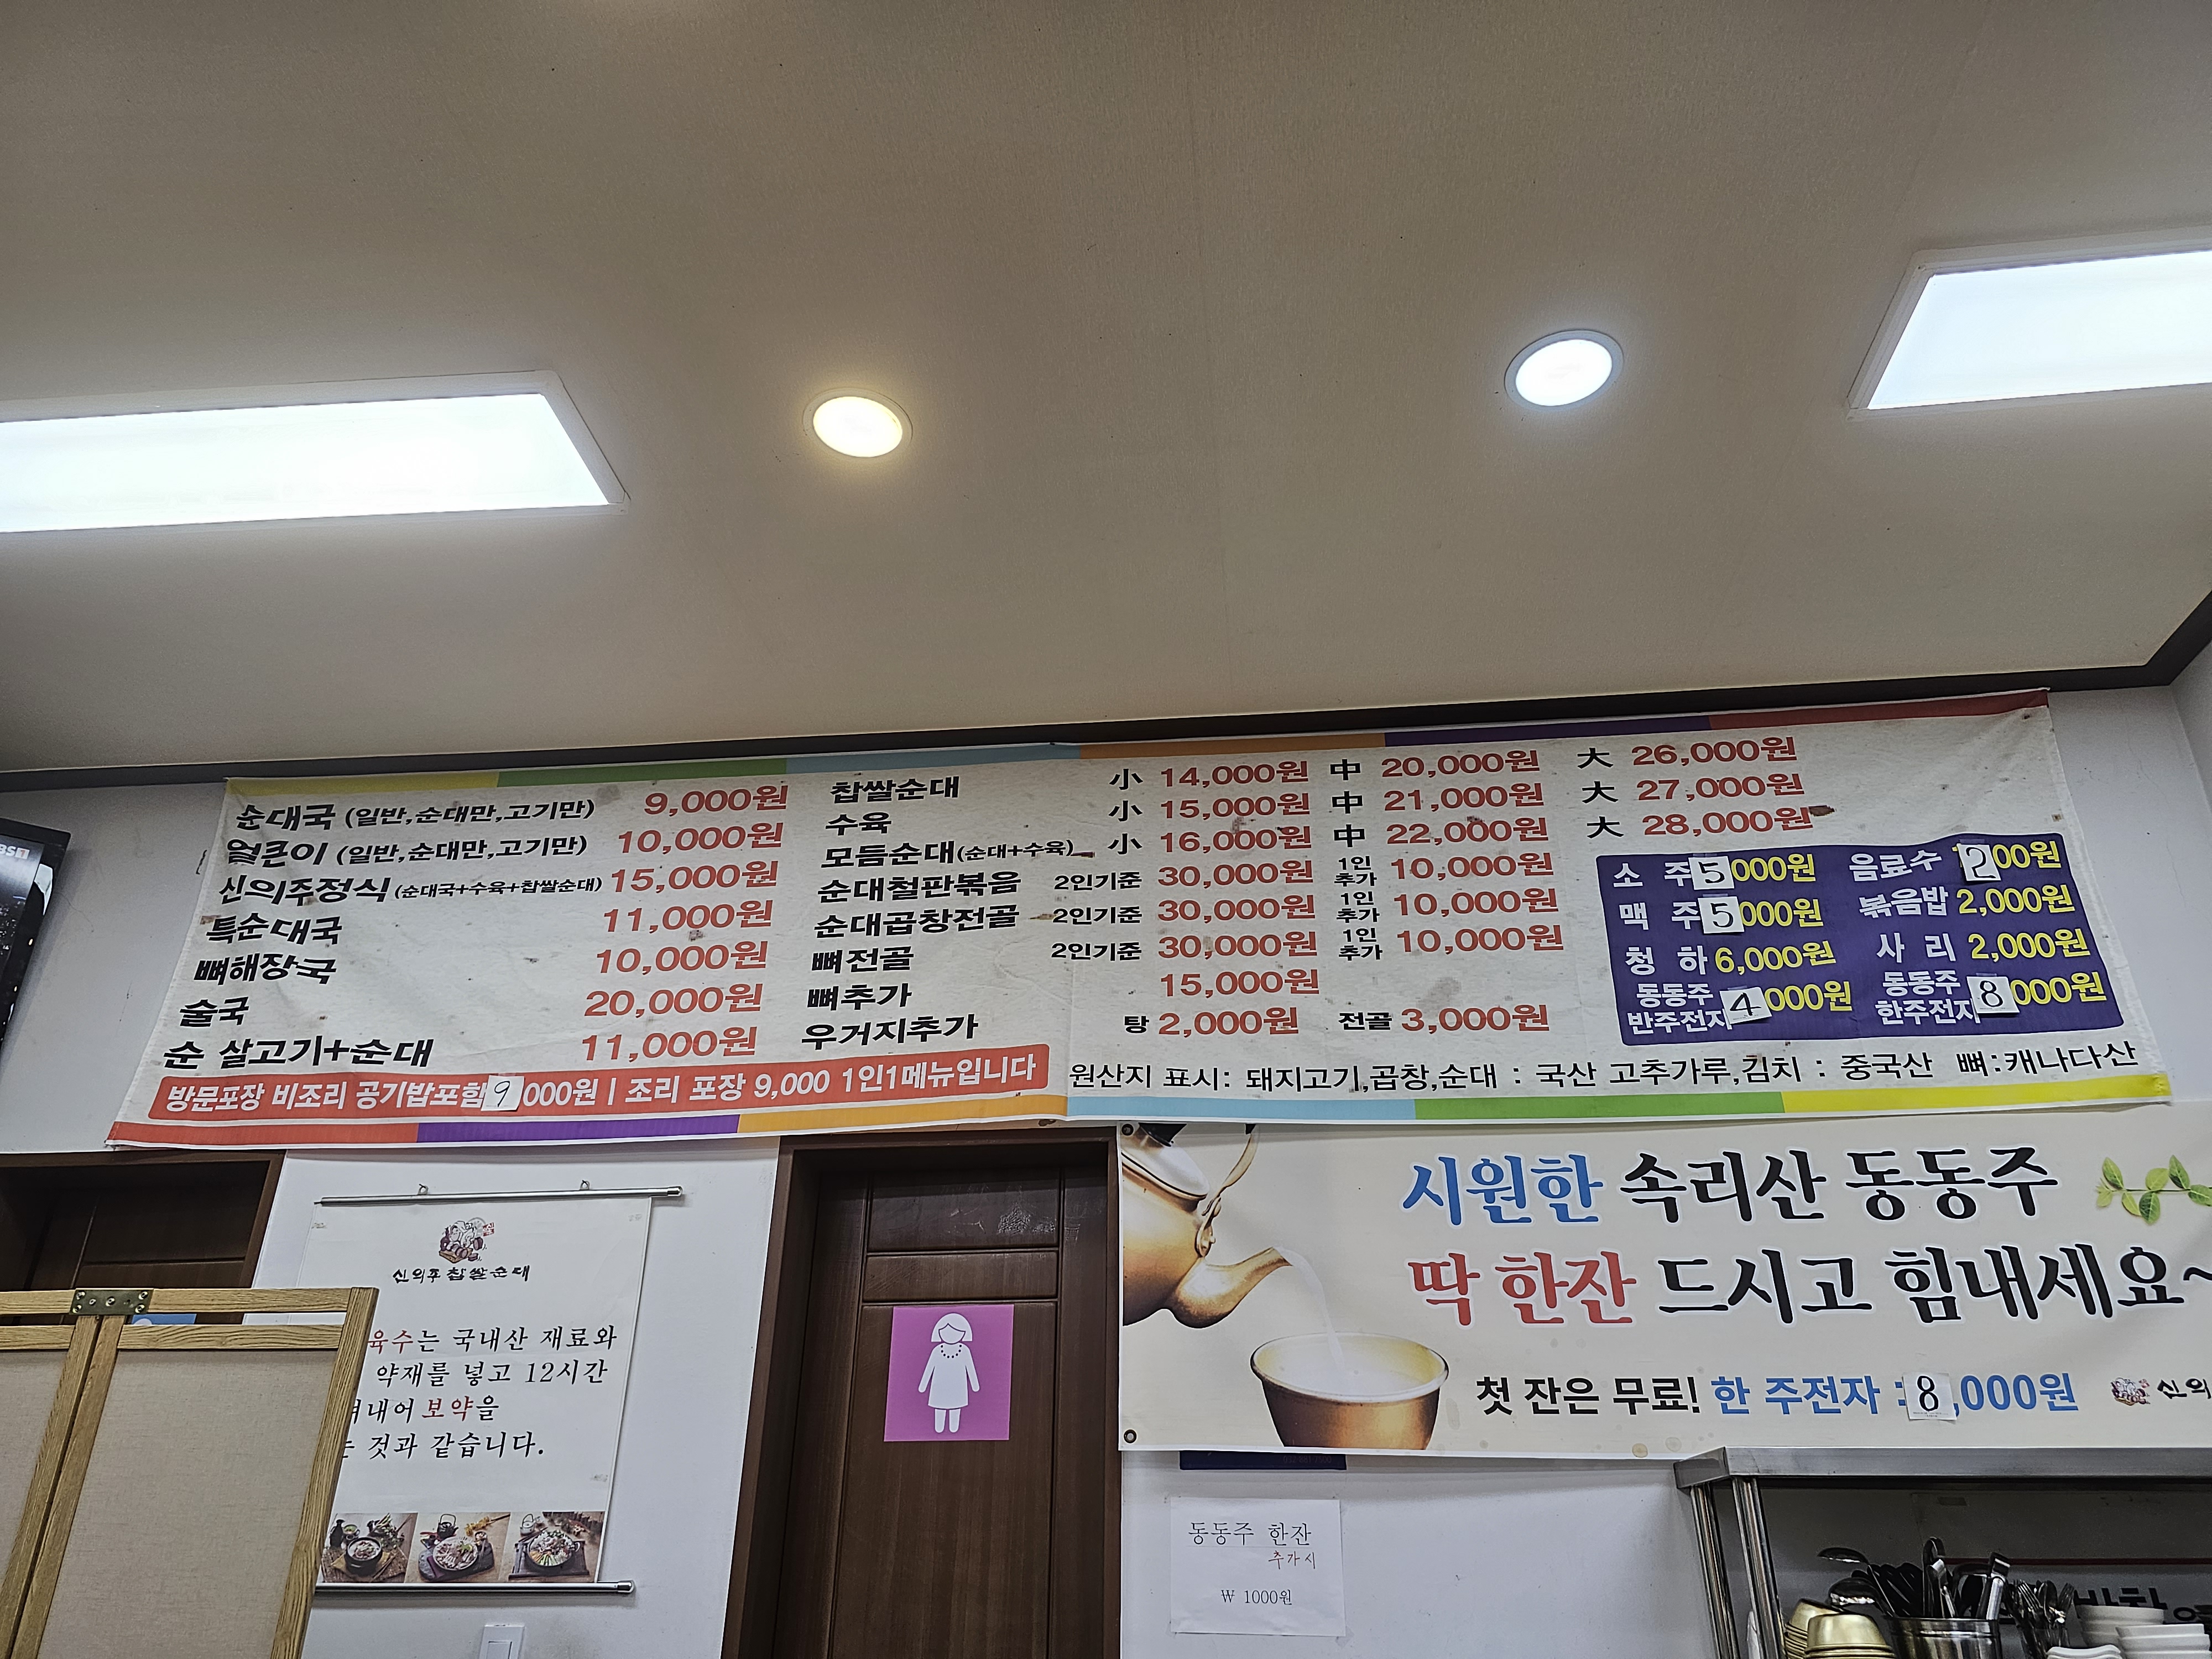 순대국 (일반,순대만,고기만) 9,000원
얼큰이 (일반,순대만,고기만) 10,000원
신의주정식 (순대국+수육+찹쌀순대) 15,000원
특순대국 11,000원
뼈해장국 10,000원
술국 20,000원
순 살고기+순대 11,000원
방문포장 비조리 공기밥포함 9000원 | 조리 포장 9,000 1인1메뉴입니다
찹쌀순대 小 14,000원 中 20,000원 大 26,000원
수육 小 15,000원 中 21,000원 大 27,000원
모듬순대(순대+수육) 小 16,000원 中 22,000원 大 28,000원
순대철판볶음 2인기준 30,000원 1인추가 10,000원
순대곱창전골 2인기준 30,000원 1인추가 10,000원
뼈전골 2인기준 30,000원 1인추가 10,000원
뼈추가 15,000원
우거지추가 탕 2,000원 전골 3,000원
소 주 5000원 음료수 200원
맥 주 5000원 볶음밥 2,000원
청 하 6,000원 사 리 2,000원
동동주 반주전자 4000원 동동주 한주전자 8000원
원산지 표시: 돼지고기,곱창,순대 : 국산 고추가루,김치 : 중국산 뼈:캐나다산
신의주찹쌀순대
육수는 국내산 재료와
약재를 넣고 12시간
내어 보약을
것과 같습니다.
시원한 속리산 동동주
딱 한잔 드시고 힘내세요~
첫 잔은 무료! 한 주전자 : 8,000원
신의
동동주 한잔
추가시
₩ 1000원